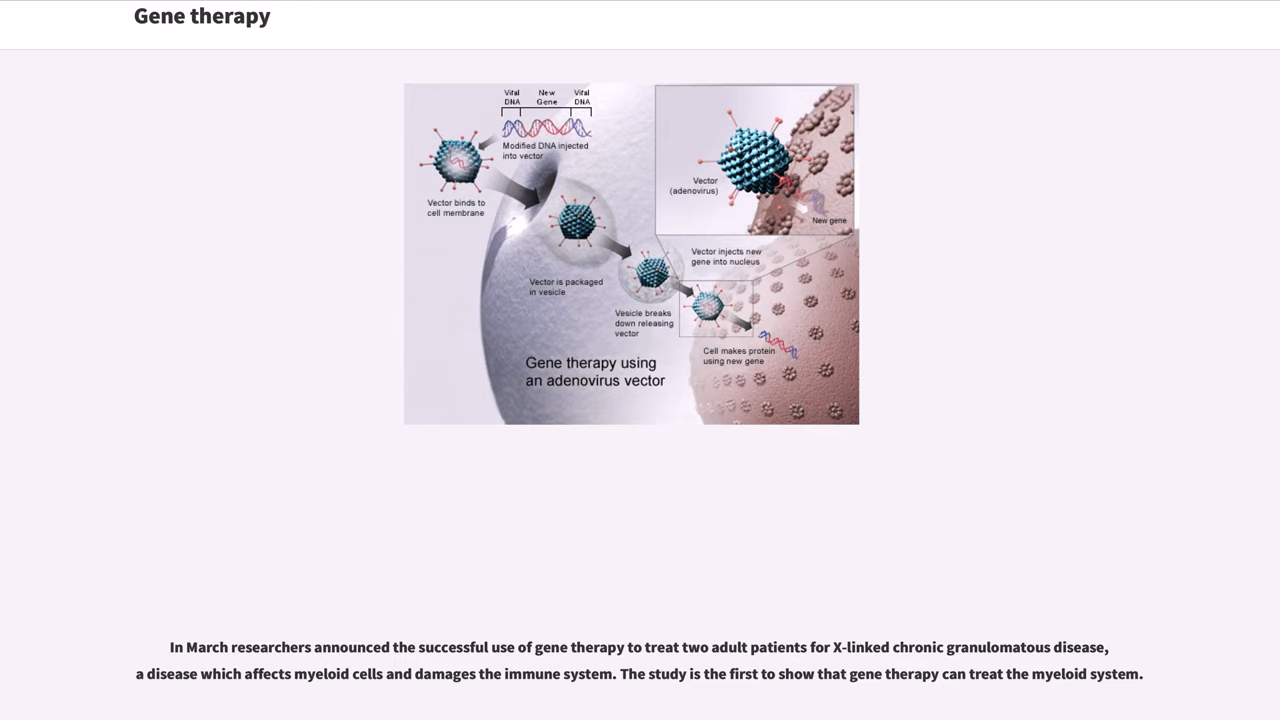 Gene therapy
Viral New Viral
DNA Gene DNA
Modified DNA injected
into vector
Vector binds to
cell membrane
Vector
(adenovirus)
New gene
Vector is packaged
in vesicle
Vector injects new
gene into nucleus
Vesicle breaks
down releasing
vector
Cell makes protein
using new gene
Gene therapy using
an adenovirus vector
In March researchers announced the successful use of gene therapy to treat two adult patients for X-linked chronic granulomatous disease,
a disease which affects myeloid cells and damages the immune system. The study is the first to show that gene therapy can treat the myeloid system.